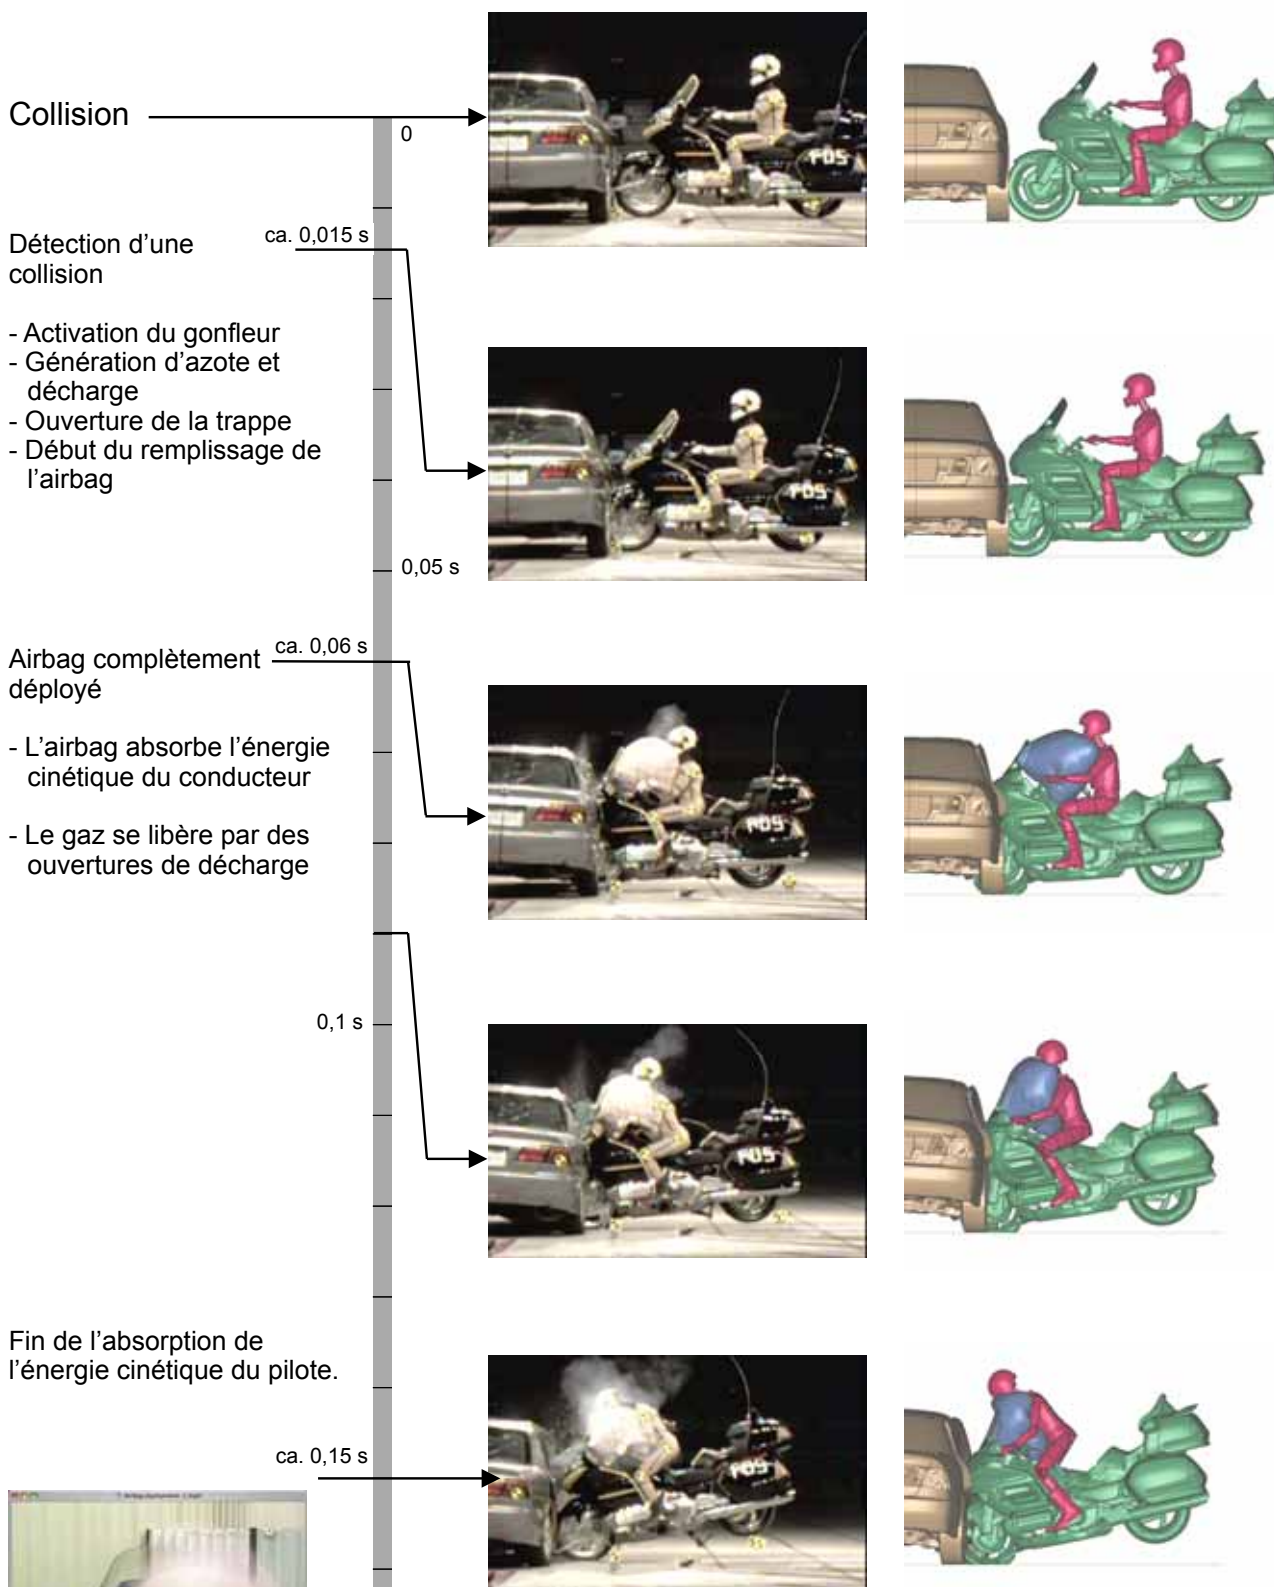 Collision
0
Détection d’une
collision
ca. 0,015 s
- Activation du gonfleur
- Génération d’azote et
décharge
- Ouverture de la trappe
- Début du remplissage de
l’airbag
0,05 s
Airbag complètement
déployé
ca. 0,06 s
- L’airbag absorbe l’énergie
cinétique du conducteur
- Le gaz se libère par des
ouvertures de décharge
0,1 s
Fin de l’absorption de
l’énergie cinétique du pilote.
ca. 0,15 s